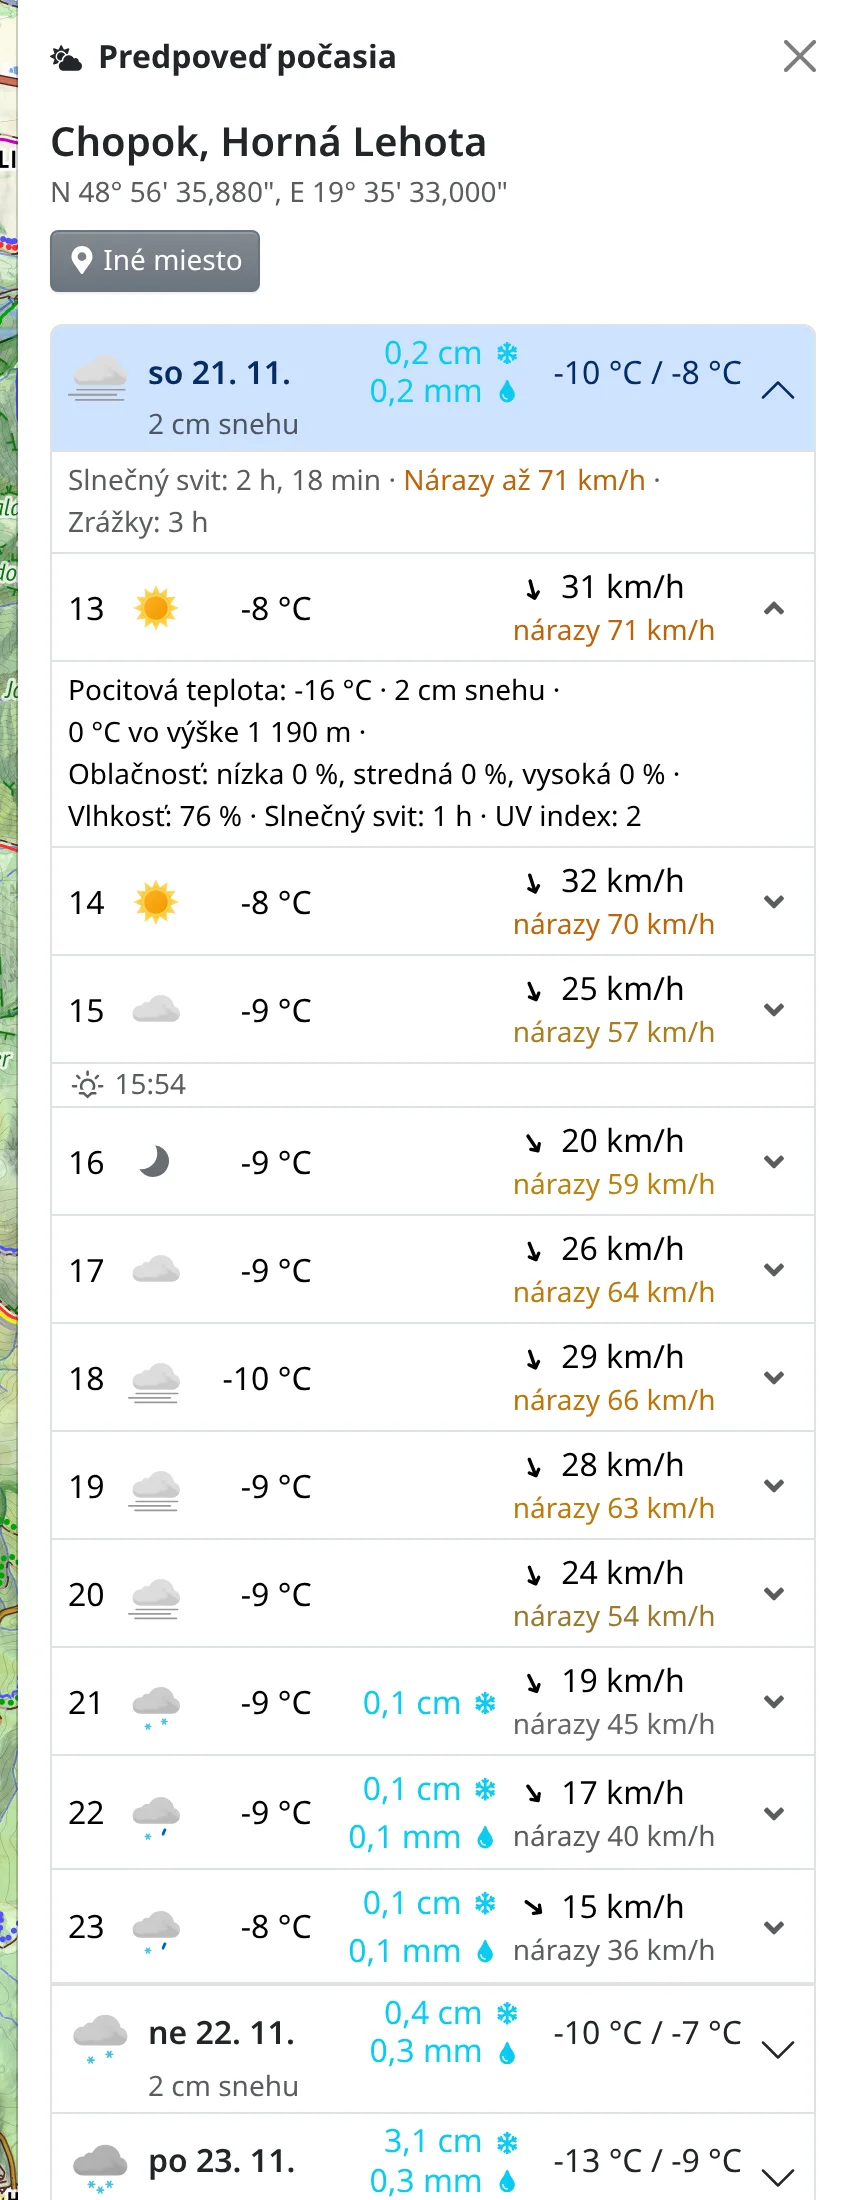 Predpoveď počasia
Chopok, Horná Lehota
N 48° 56' 35,880", E 19° 35' 33,000"
Iné miesto
so 21. 11. 0,2 cm 0,2 mm -10 °C / -8 °C
2 cm snehu
Slnečný svit: 2 h, 18 min · Nárazy až 71 km/h ·
Zrážky: 3 h
13 -8 °C 31 km/h
nárazy 71 km/h
Pocitová teplota: -16 °C · 2 cm snehu ·
0 °C vo výške 1 190 m ·
Oblačnosť: nízka 0 %, stredná 0 %, vysoká 0 % ·
Vlhkosť: 76 % · Slnečný svit: 1 h · UV index: 2
14 -8 °C 32 km/h
nárazy 70 km/h
15 -9 °C 25 km/h
nárazy 57 km/h
15:54
16 -9 °C 20 km/h
nárazy 59 km/h
17 -9 °C 26 km/h
nárazy 64 km/h
18 -10 °C 29 km/h
nárazy 66 km/h
19 -9 °C 28 km/h
nárazy 63 km/h
20 -9 °C 24 km/h
nárazy 54 km/h
21 -9 °C 0,1 cm 19 km/h
nárazy 45 km/h
22 -9 °C 0,1 cm 17 km/h
0,1 mm nárazy 40 km/h
23 -8 °C 0,1 cm 15 km/h
0,1 mm nárazy 36 km/h
ne 22. 11. 0,4 cm 0,3 mm -10 °C / -7 °C
2 cm snehu
po 23. 11. 3,1 cm 0,3 mm -13 °C / -9 °C